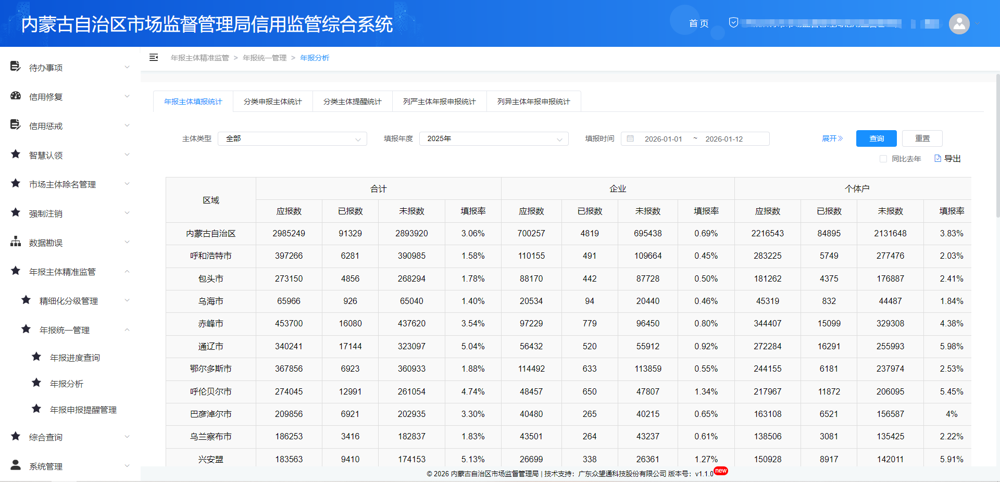 内蒙古自治区市场监督管理局信用监管综合系统
首页
待办事项
信用修复
信用惩戒
智慧认领
市场主体除名管理
强制注销
数据勘误
年报主体精准监管
精细化分级管理
年报统一管理
年报进度查询
年报分析
年报申报提醒管理
综合查询
系统管理
年报主体精准监管 > 年报统一管理 > 年报分析
年报主体填报统计 分类申报主体统计 分类主体提醒统计 列严主体年报申报统计 列异主体年报申报统计
主体类型 全部 填报年度 2025年 填报时间 2026-01-01 ~ 2026-01-12 展开 查询 重置
同比去年 导出
区域 合计 企业 个体户
应报数 已报数 未报数 填报率 应报数 已报数 未报数 填报率 应报数 已报数 未报数 填报率
内蒙古自治区 2985249 91329 2893920 3.06% 700257 4819 695438 0.69% 2216543 84895 2131648 3.83%
呼和浩特市 397266 6281 390985 1.58% 110155 491 109664 0.45% 283225 5749 277476 2.03%
包头市 273150 4856 268294 1.78% 88170 442 87728 0.50% 181262 4375 176887 2.41%
乌海市 65966 926 65040 1.40% 20534 94 20440 0.46% 45319 832 44487 1.84%
赤峰市 453700 16080 437620 3.54% 97229 779 96450 0.80% 344407 15099 329308 4.38%
通辽市 340241 17144 323097 5.04% 56432 520 55912 0.92% 272284 16291 255993 5.98%
鄂尔多斯市 367856 6923 360933 1.88% 114492 633 113859 0.55% 244155 6181 237974 2.53%
呼伦贝尔市 274045 12991 261054 4.74% 48457 650 47807 1.34% 217967 11872 206095 5.45%
巴彦淖尔市 209856 6921 202935 3.30% 40480 265 40215 0.65% 163108 6521 156587 4%
乌兰察布市 186253 3416 182837 1.83% 43501 264 43237 0.61% 138506 3081 135425 2.22%
兴安盟 183563 9410 174153 5.13% 26699 338 26361 1.27% 150928 8917 142011 5.91%
© 2026 内蒙古自治区市场监督管理局 | 技术支持：广东众望通科技股份有限公司 版本号：v1.1.0 new